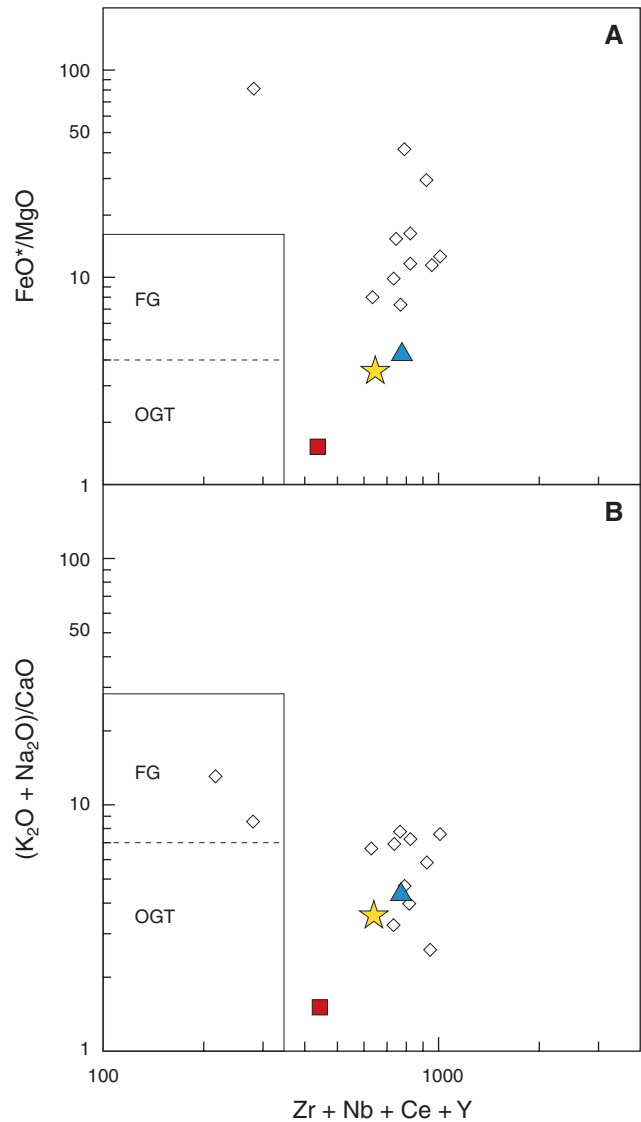 A
100
50
10
1
FeO*/MgO
FG
OGT
B
100
50
10
1
(K₂O + Na₂O)/CaO
FG
OGT
100
1000
Zr + Nb + Ce + Y